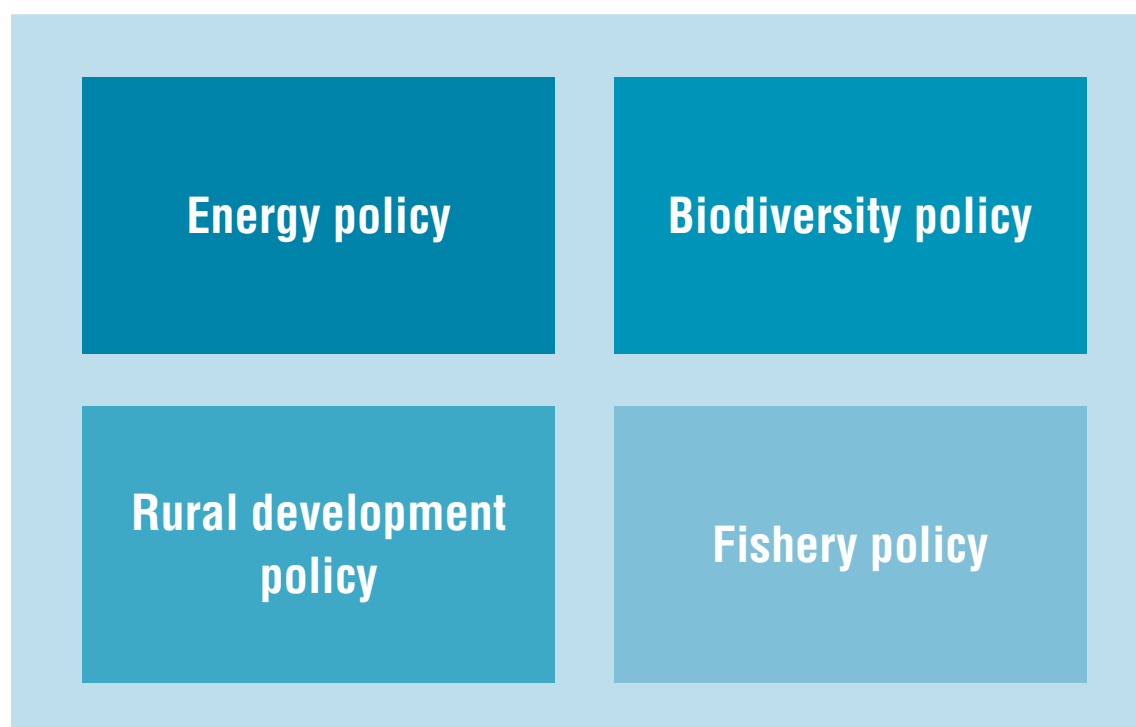 Energy policy
Biodiversity policy
Rural development
policy
Fishery policy